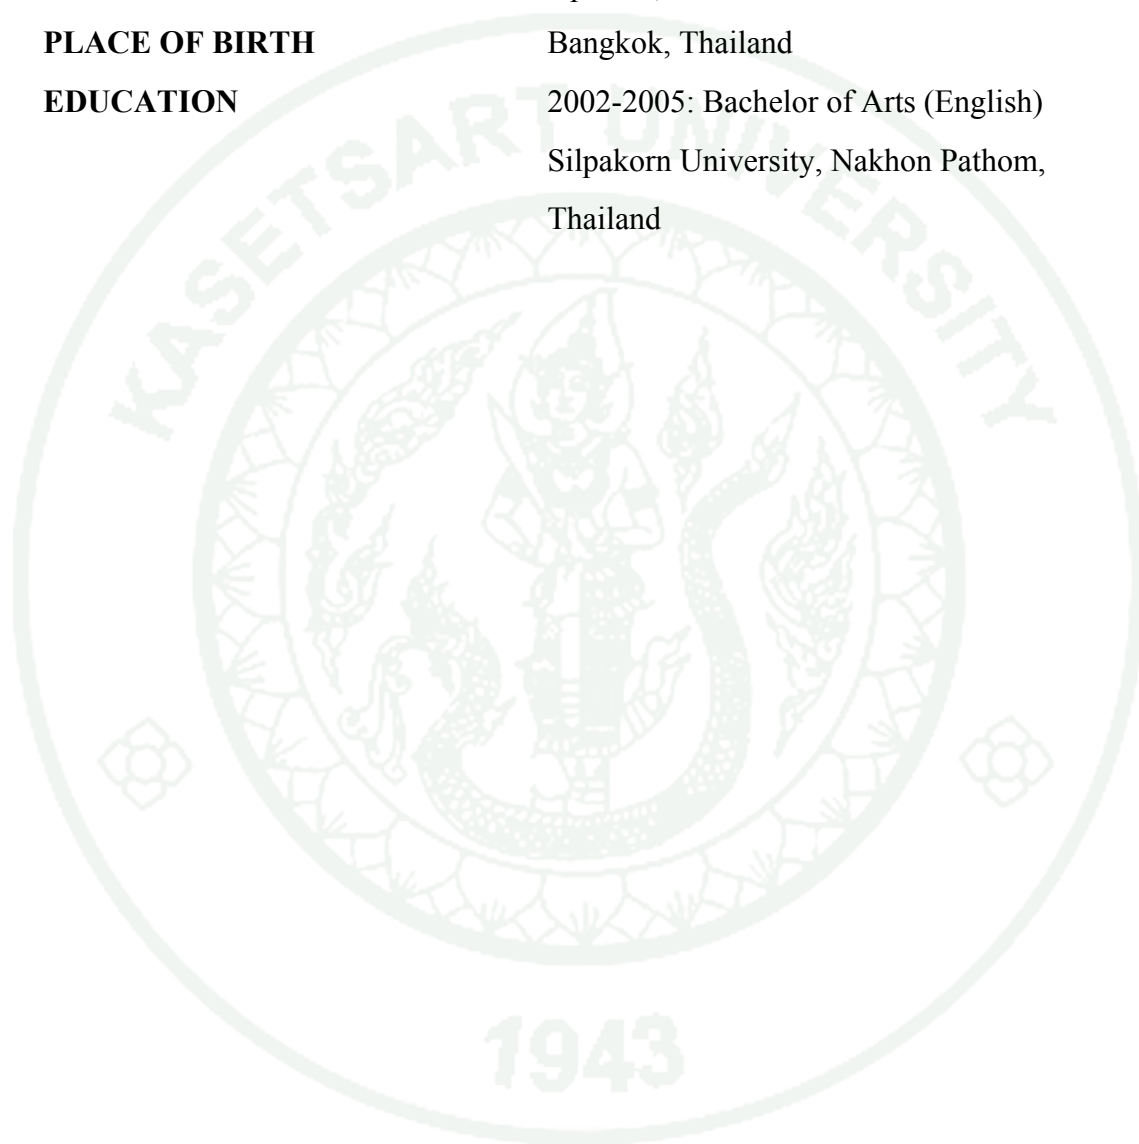 PLACE OF BIRTH Bangkok, Thailand
EDUCATION 2002-2005: Bachelor of Arts (English)
Silpakorn University, Nakhon Pathom,
Thailand
KASETSART UNIVERSITY
1943